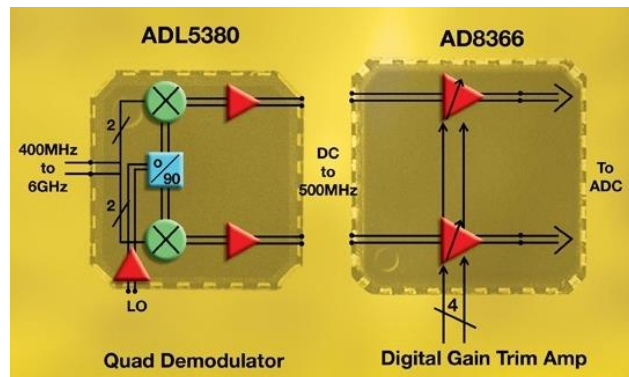 ADL5380
AD8366
2
400MHz
to
6GHz
0
90
2
LO
DC
to
500MHz
To
ADC
4
Quad Demodulator
Digital Gain Trim Amp